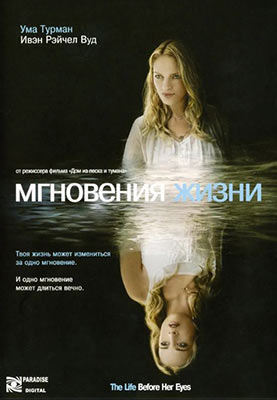 Ума Турман
Ивэн Рэйчел Вуд
от режиссера фильма «Дом из песка и тумана»
мгновения жизни
Твоя жизнь может измениться
за одно мгновение.
И одно мгновение
может длиться вечно.
PARADISE
DIGITAL
The Life Before Her Eyes